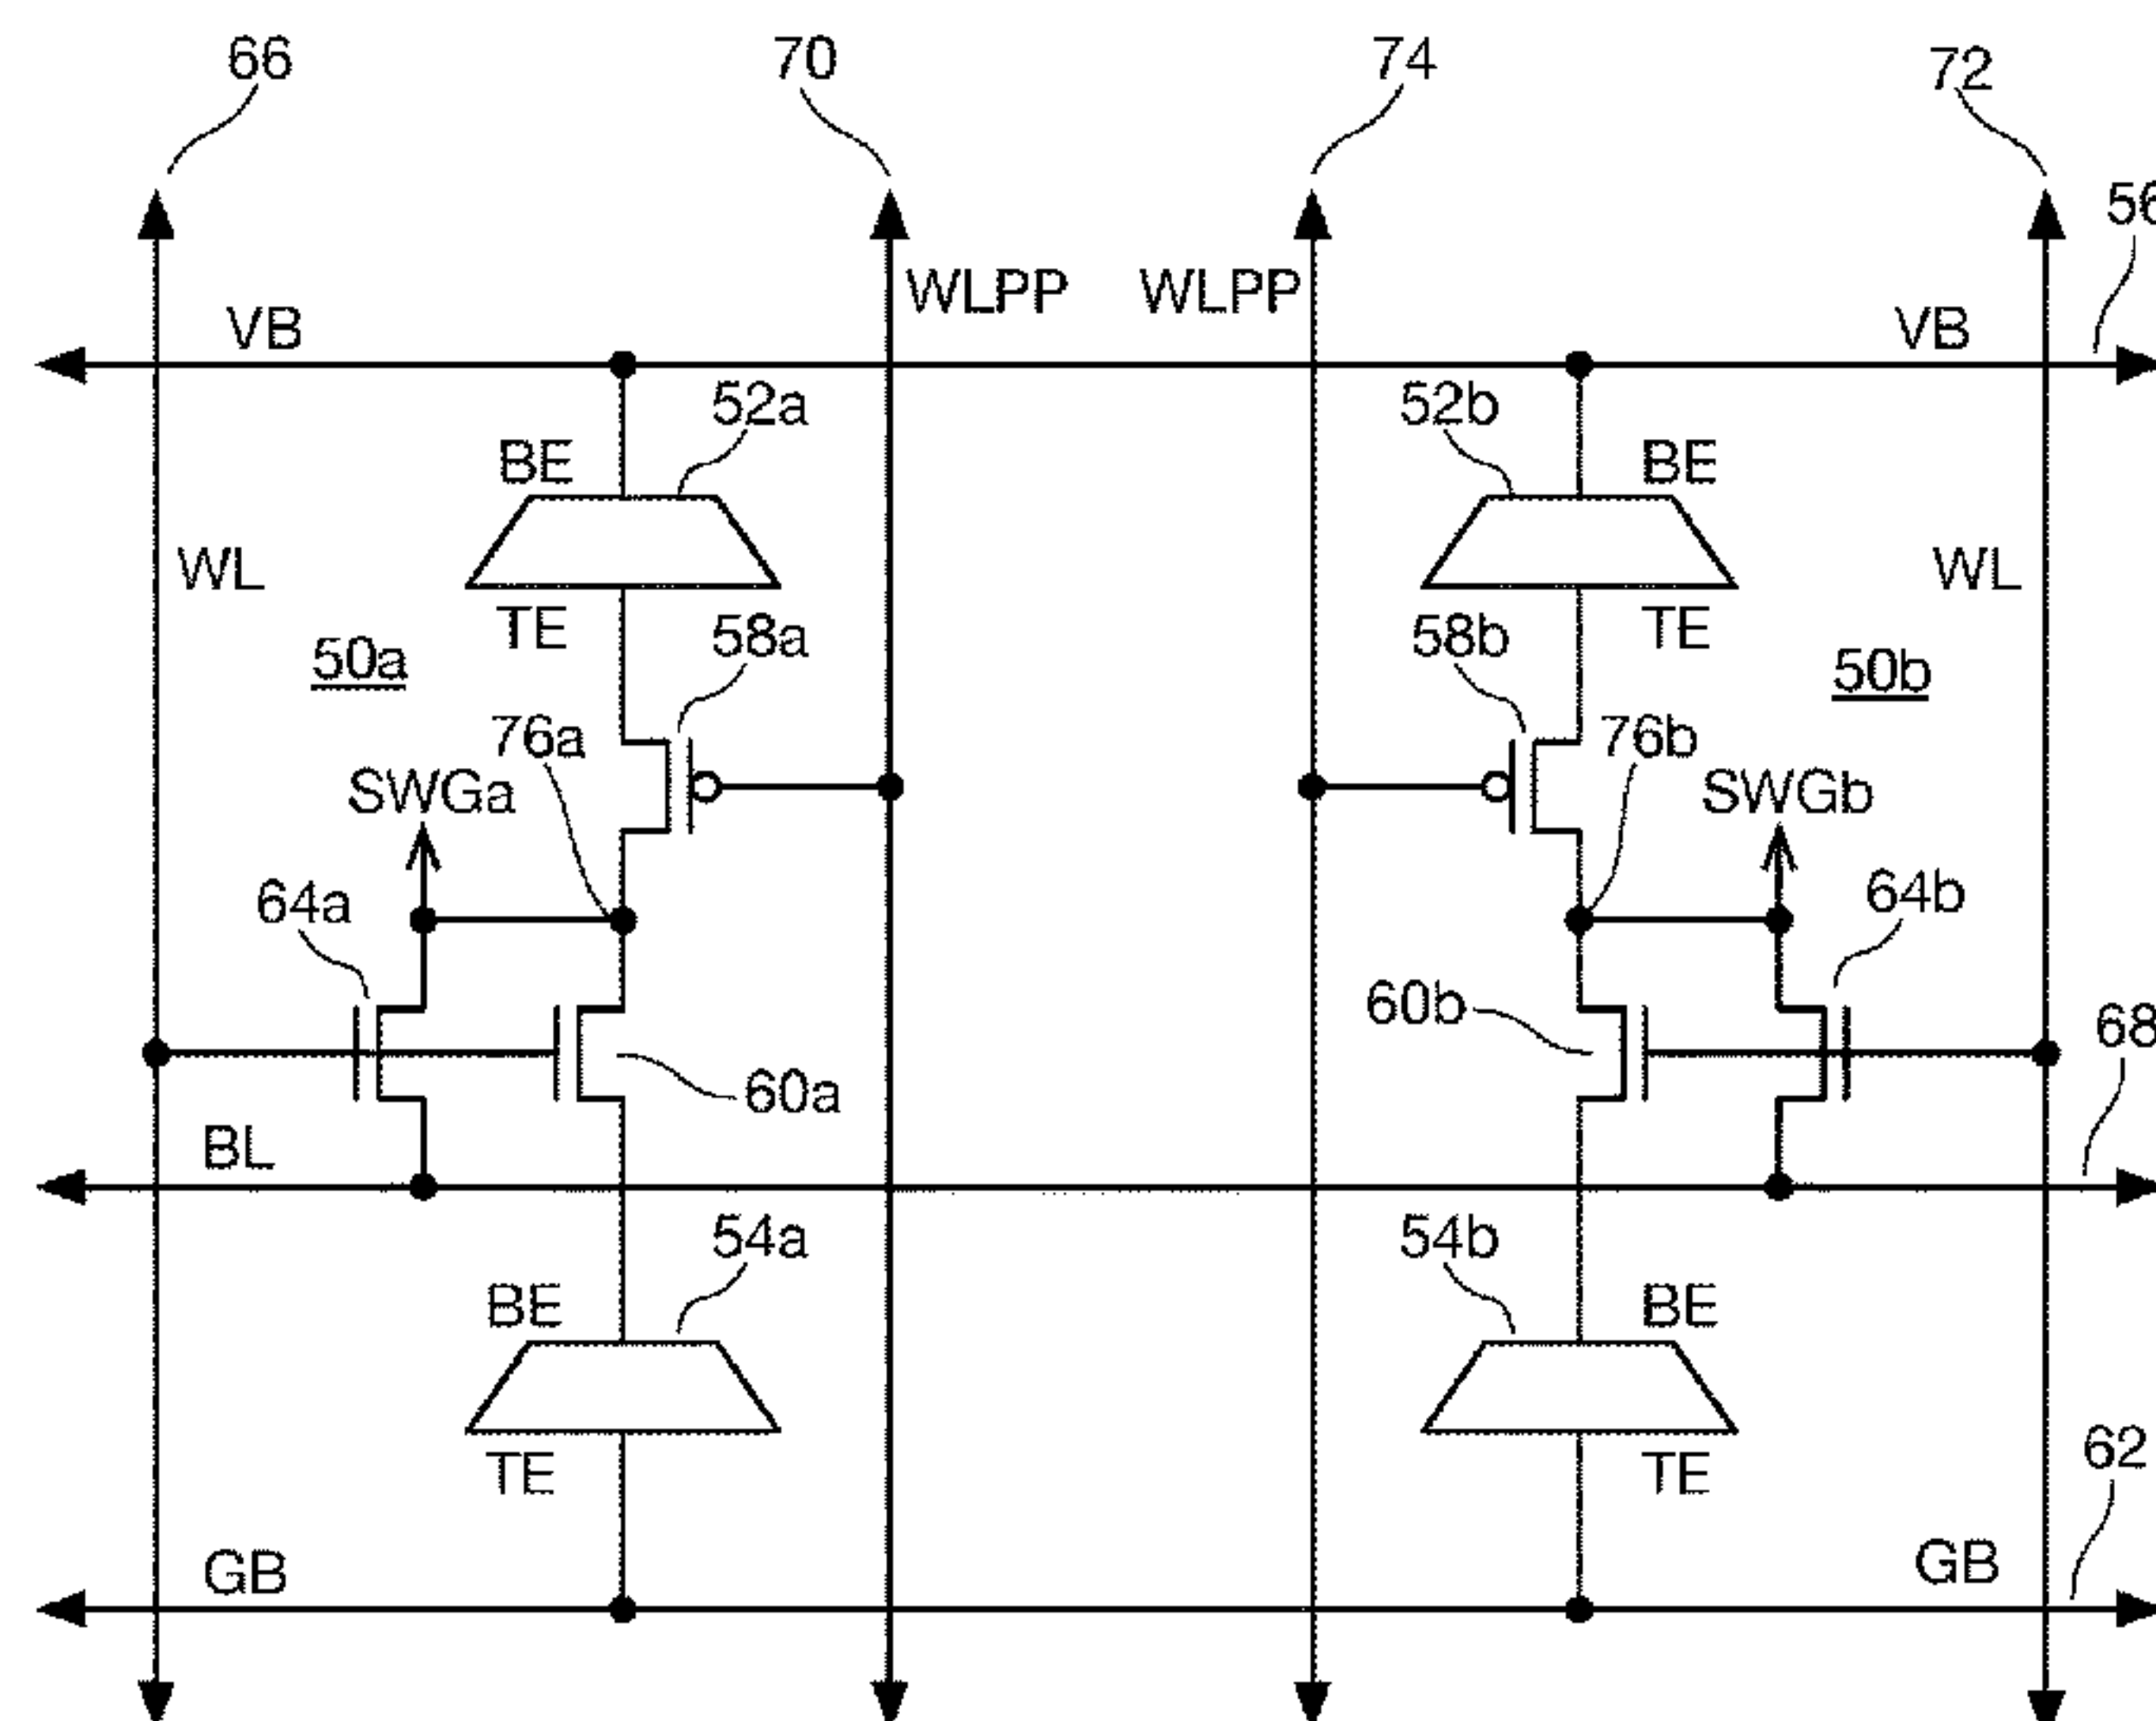 66 70 74 72
56
WLPP WLPP
VB VB
52a 52b
BE BE
WL WL
TE TE
58a 58b
50a 50b
76a 76b
SWGa SWGb
64a 64b
60b 68
60a
BL
54a 54b
BE BE
62
TE TE
GB GB